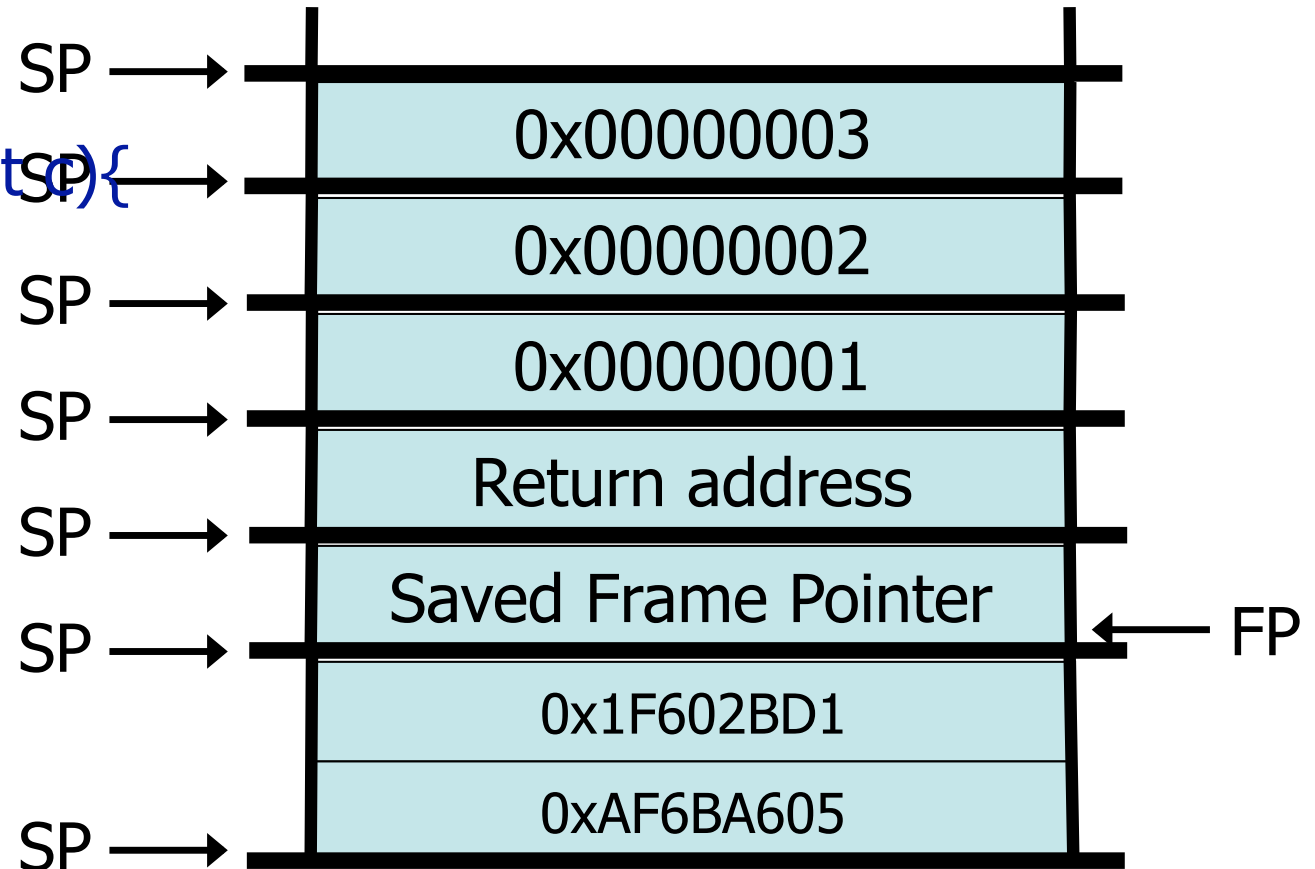 SP
0x00000003
t c){
SP
0x00000002
SP
0x00000001
SP
Return address
SP
Saved Frame Pointer
FP
SP
0x1F602BD1
0xAF6BA605
SP